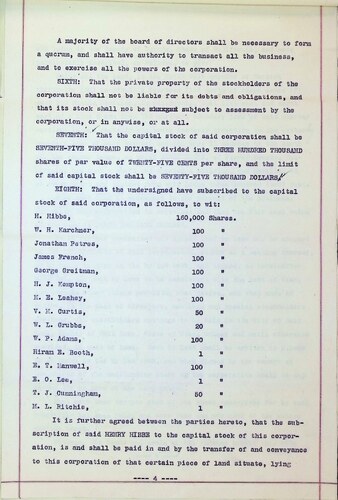 A majority of the board of directors shall be necessary to form
a quorum, and shall have authority to transact all the business,
and to exercise all the powers of the corporation.
SIXTH: That the private property of the stockholders of the
corporation shall not be liable for its debts and obligations, and
that its stock shall not be subject to assessment by the
corporation, or in anywise, or at all.
SEVENTH: That the capital stock of said corporation shall be
SEVENTY-FIVE THOUSAND DOLLARS, divided into THREE HUNDRED THOUSAND
shares of par value of TWENTY-FIVE CENTS per share, and the limit
of said capital stock shall be SEVENTY-FIVE THOUSAND DOLLARS.
EIGHTH: That the undersigned have subscribed to the capital
stock of said corporation, as follows, to wit:
H. Hibbs, 160,000 Shares.
W. H. Karchner, 100 "
Jonathan Petres, 100 "
James French, 100 "
George Greitman, 100 "
H. J. Kempton, 100 "
M. E. Leahey, 100 "
V. M. Curtis, 50 "
W. L. Grubbs, 20 "
W. P. Adams, 100 "
Hiran E. Booth, 1 "
E. T. Hanwell, 100 "
E. O. Lee, 1 "
T. J. Cunningham, 50 "
M. L. Ritchie, 1 "
It is further agreed between the parties hereto, that the sub-
scription of said HENRY HIBBS to the capital stock of this corpor-
ation, is and shall be paid in and by the transfer of and conveyance
to this corporation of that certain piece of land situate, lying
---- 4 ----